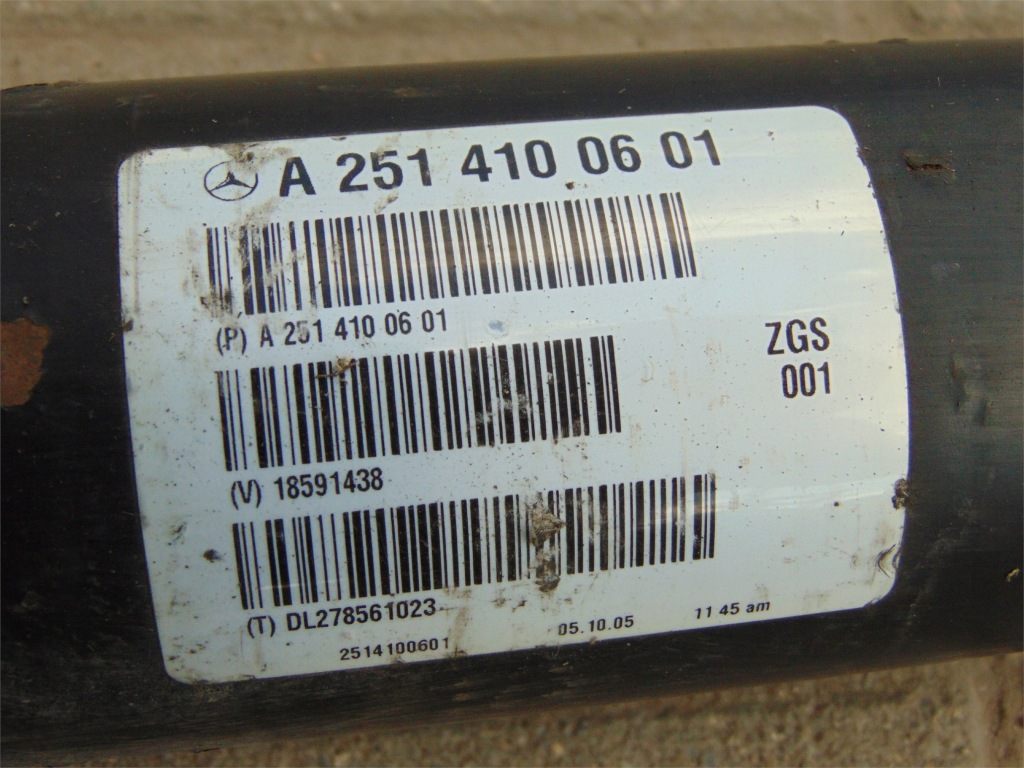 A 251 410 06 01
(P) A 251 410 06 01
ZGS
001
(V) 18591438
(T) DL278561023
2514100601 05.10.05 11 45 am